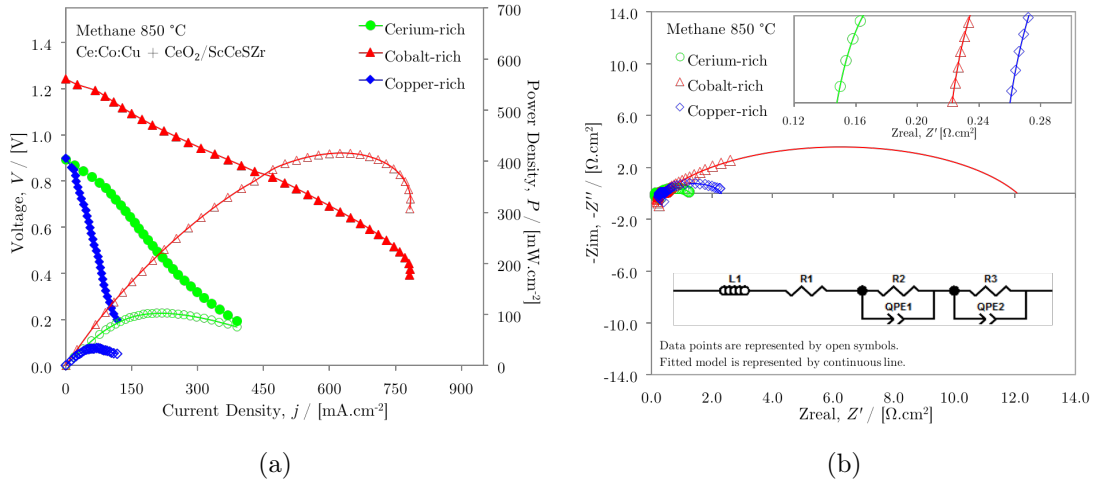 Methane 850 °C
Ce:Co:Cu + CeO2/ScCeSZr
Cerium-rich
Cobalt-rich
Copper-rich
1.4
1.2
1.0
0.8
0.6
0.4
0.2
0.0
Voltage, V / [V]
700
600
500
400
300
200
100
0
Power Density, P / [mW.cm-2]
0
150
300
450
600
750
900
Current Density, j / [mA.cm-2]
(a)
Methane 850 °C
Cerium-rich
Cobalt-rich
Copper-rich
14.0
10.0
6.0
2.0
-2.0
-6.0
-10.0
-14.0
-Zim, -Z'' / [Ω.cm2]
0.12
0.16
0.20
0.24
0.28
Zreal, Z' [Ω.cm2]
L1
R1
R2
R3
QPE1
QPE2
Data points are represented by open symbols.
Fitted model is represented by continuous line.
0.0
2.0
4.0
6.0
8.0
10.0
12.0
14.0
Zreal, Z' / [Ω.cm2]
(b)